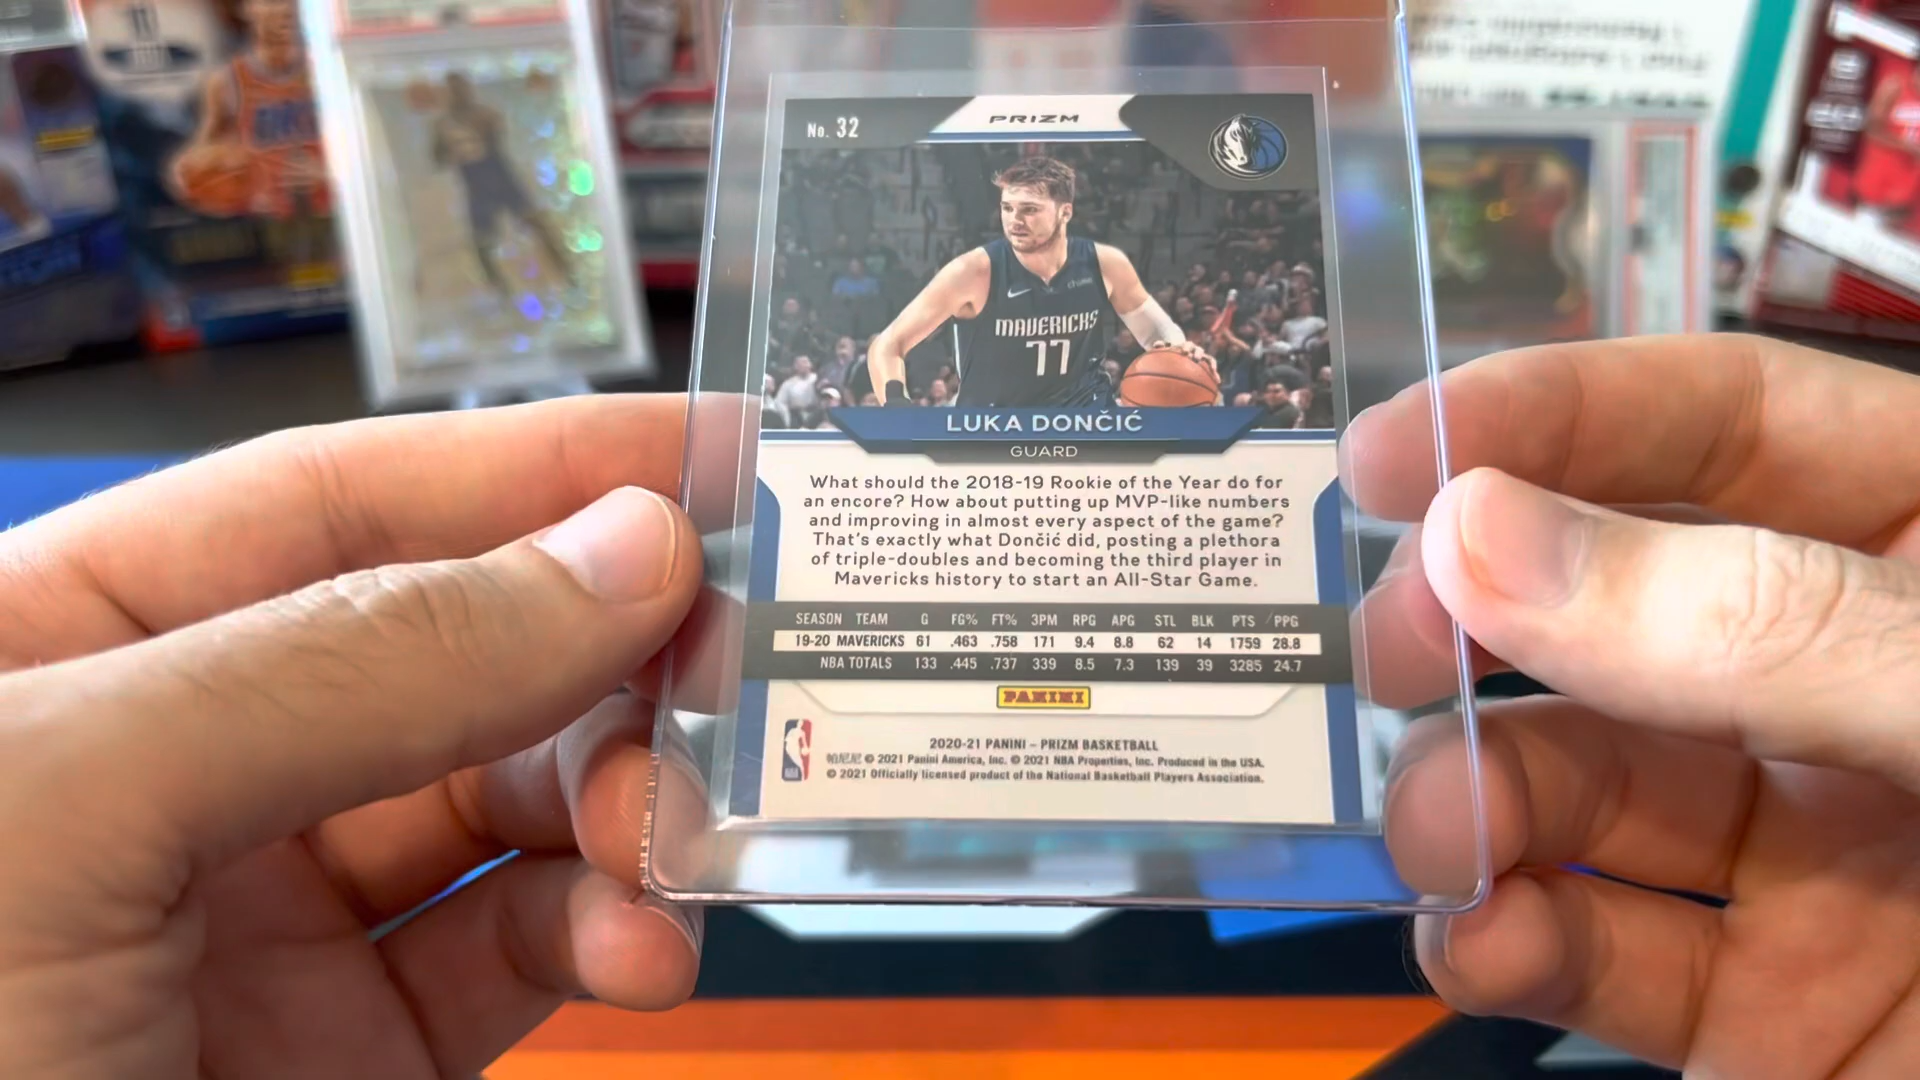 No. 32
PRIZM
MAVERICKS
77
LUKA DONČIĆ
GUARD
What should the 2018-19 Rookie of the Year do for
an encore? How about putting up MVP-like numbers
and improving in almost every aspect of the game?
That's exactly what Dončić did, posting a plethora
of triple-doubles and becoming the third player in
Mavericks history to start an All-Star Game.
SEASON TEAM G FG% FT% 3PM RPG APG STL BLK PTS PPG
19-20 MAVERICKS 61 .463 .758 171 9.4 8.8 62 14 1759 28.8
NBA TOTALS 133 .445 .737 339 8.5 7.3 139 39 3285 24.7
PANINI
2020-21 PANINI – PRIZM BASKETBALL
帕尼尼 © 2021 Panini America, Inc. © 2021 NBA Properties, Inc. Produced in the USA.
© 2021 Officially licensed product of the National Basketball Players Association.